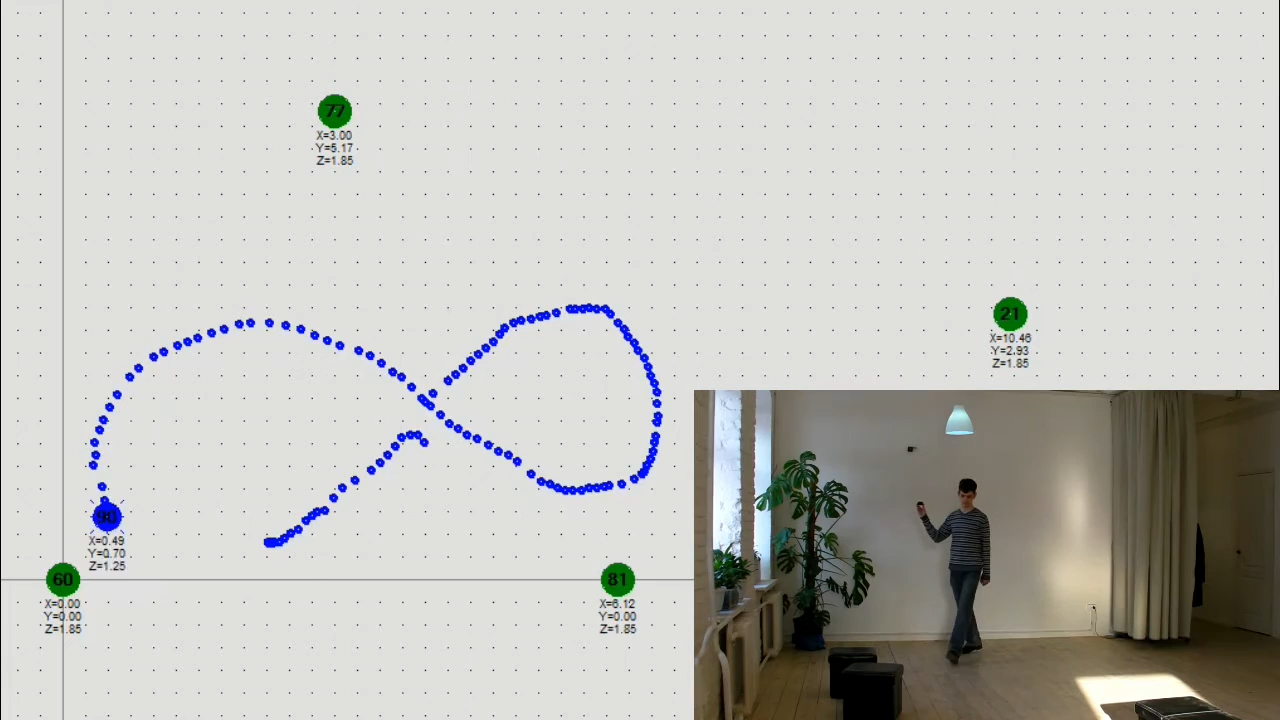 77
X=3.00
Y=5.17
Z=1.85
21
X=10.46
Y=2.93
Z=1.85
98
X=0.49
Y=0.70
Z=1.25
60
X=0.00
Y=0.00
Z=1.85
81
X=6.12
Y=0.00
Z=1.85